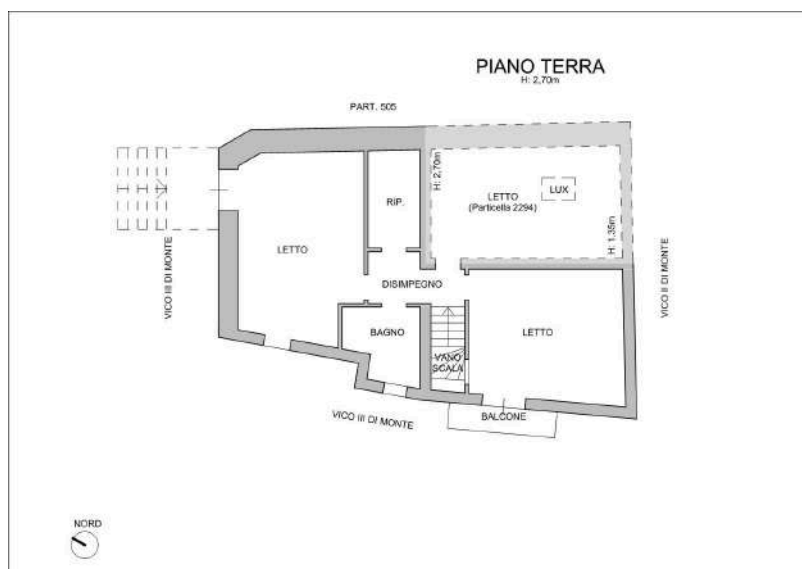 PIANO TERRA
H: 2,70m
PART. 505
H: 2,70m
LETTO
(Particella 2294)
LUX
H: 1,35m
RIP.
LETTO
VICO III DI MONTE
VICO II DI MONTE
DISIMPEGNO
BAGNO
LETTO
VANO
SCALA
VICO III DI MONTE
BALCONE
NORD